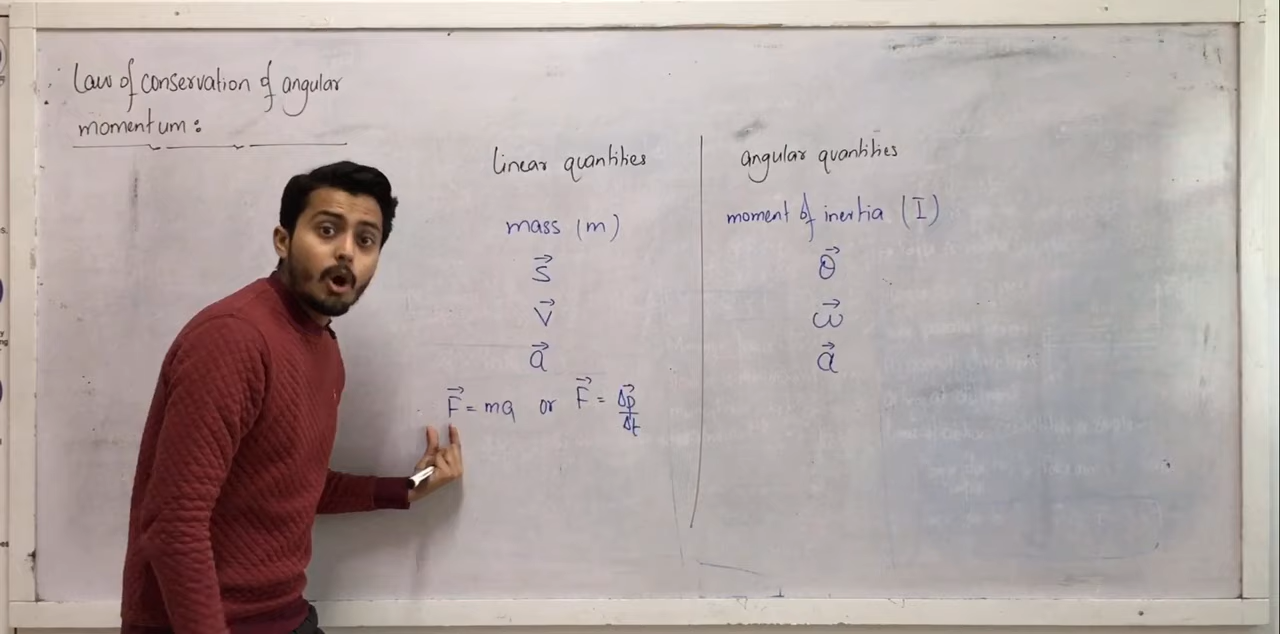 Law of conservation of angular
momentum:
linear quantities
angular quantities
mass (m)
moment of inertia (I)
S⃗
θ⃗
V⃗
ω⃗
a⃗
a⃗
F⃗ = ma or F⃗ = Δp⃗/Δt